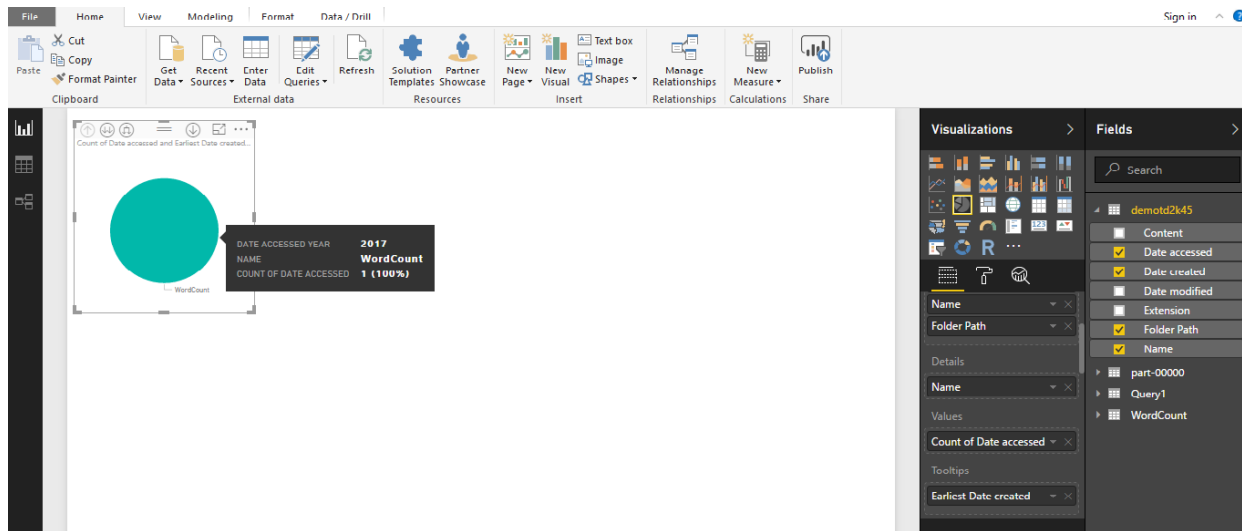 File Home View Modeling Format Data / Drill Sign in
Paste
Cut
Copy
Format Painter
Get Data
Recent Sources
Enter Data
Edit Queries
Refresh
Solution Templates
Partner Showcase
New Page
New Visual
Text box
Image
Shapes
Manage Relationships
New Measure
Publish
Clipboard External data Resources Insert Relationships Calculations Share
Count of Date accessed and Earliest Date created...
DATE ACCESSED YEAR 2017
NAME WordCount
COUNT OF DATE ACCESSED 1 (100%)
WordCount
Visualizations
R
123
Name
Folder Path
Details
Name
Values
Count of Date accessed
Tooltips
Earliest Date created
Fields
Search
demotd2k45
Content
Date accessed
Date created
Date modified
Extension
Folder Path
Name
part-00000
Query1
WordCount